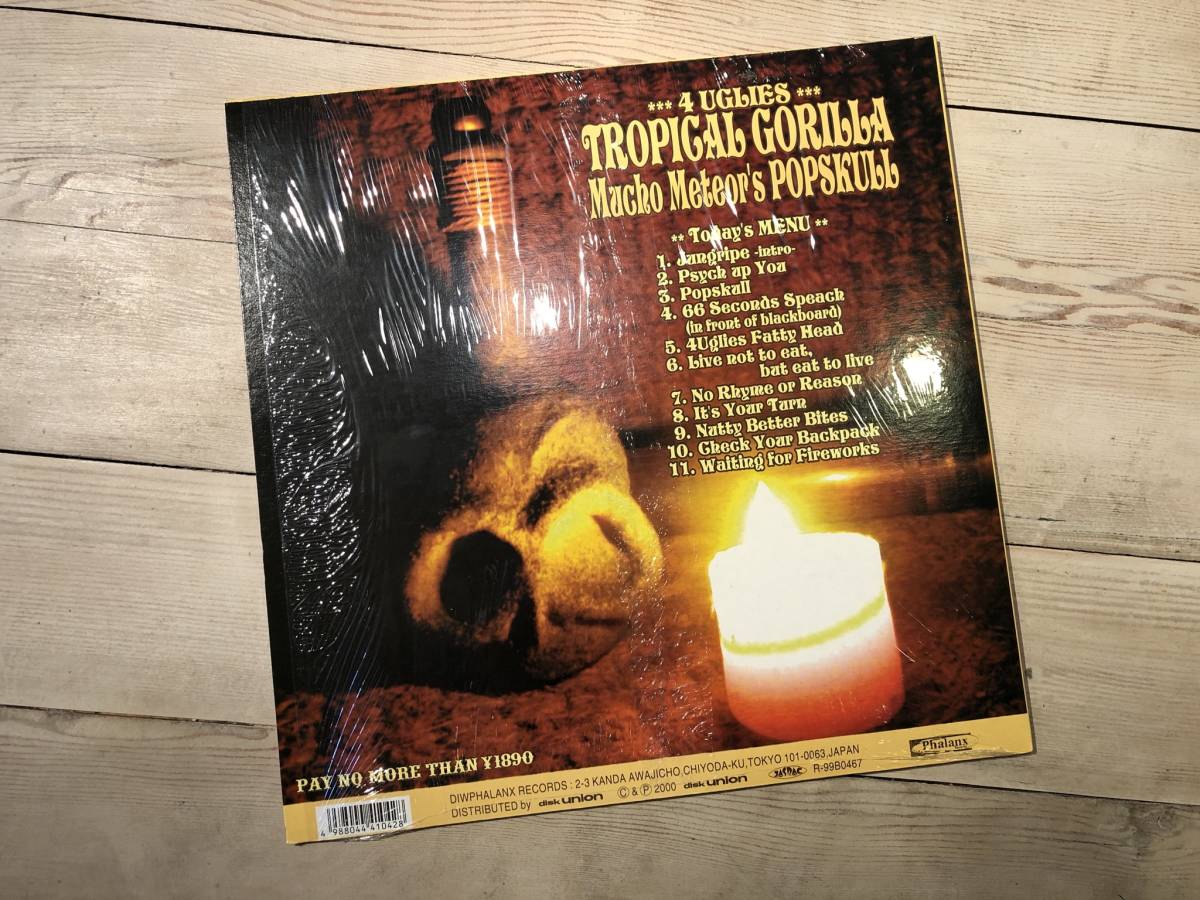 *** 4 UGLIES ***
TROPICAL GORILLA
Mucho Meteor's POPSKULL
** Today's MENU **
1. Jungripe -intro-
2. Psych up You
3. Popskull
4. 66 Seconds Speach
(in front of blackboard)
5. 4Uglies Fatty Head
6. Live not to eat,
but eat to live
7. No Rhyme or Reason
8. It's Your Turn
9. Nutty Better Bites
10. Check Your Backpack
11. Waiting for Fireworks
PAY NO MORE THAN ¥1890
DIWPHALANX RECORDS : 2-3 KANDA AWAJICHO,CHIYODA-KU,TOKYO 101-0063,JAPAN
DISTRIBUTED by disk union © & ℗ 2000 disk union JASRAC R-99B0467
Phalanx
4 988044 410428